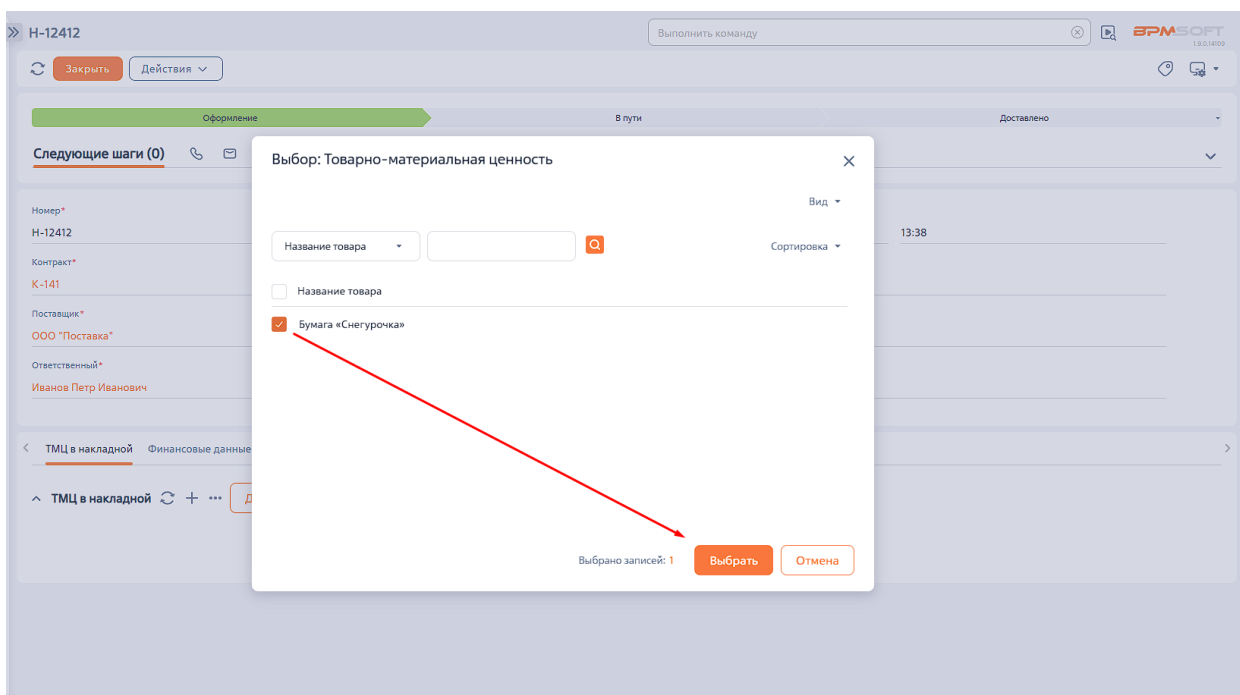 Н-12412
Выполнить команду
BPMSOFT
1.9.0.14109
Закрыть
Действия
Оформление
В пути
Доставлено
Следующие шаги (0)
Выбор: Товарно-материальная ценность
Вид
Номер*
Н-12412
13:38
Название товара
Сортировка
Контракт*
К-141
Название товара
Поставщик*
ООО "Поставка"
Бумага «Снегурочка»
Ответственный*
Иванов Петр Иванович
ТМЦ в накладной
Финансовые данные
ТМЦ в накладной
Выбрано записей: 1
Выбрать
Отмена